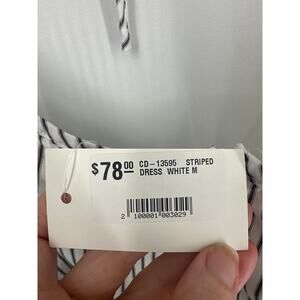 $78.00 CD-13595 STRIPED
DRESS WHITE M
2 100001 003029